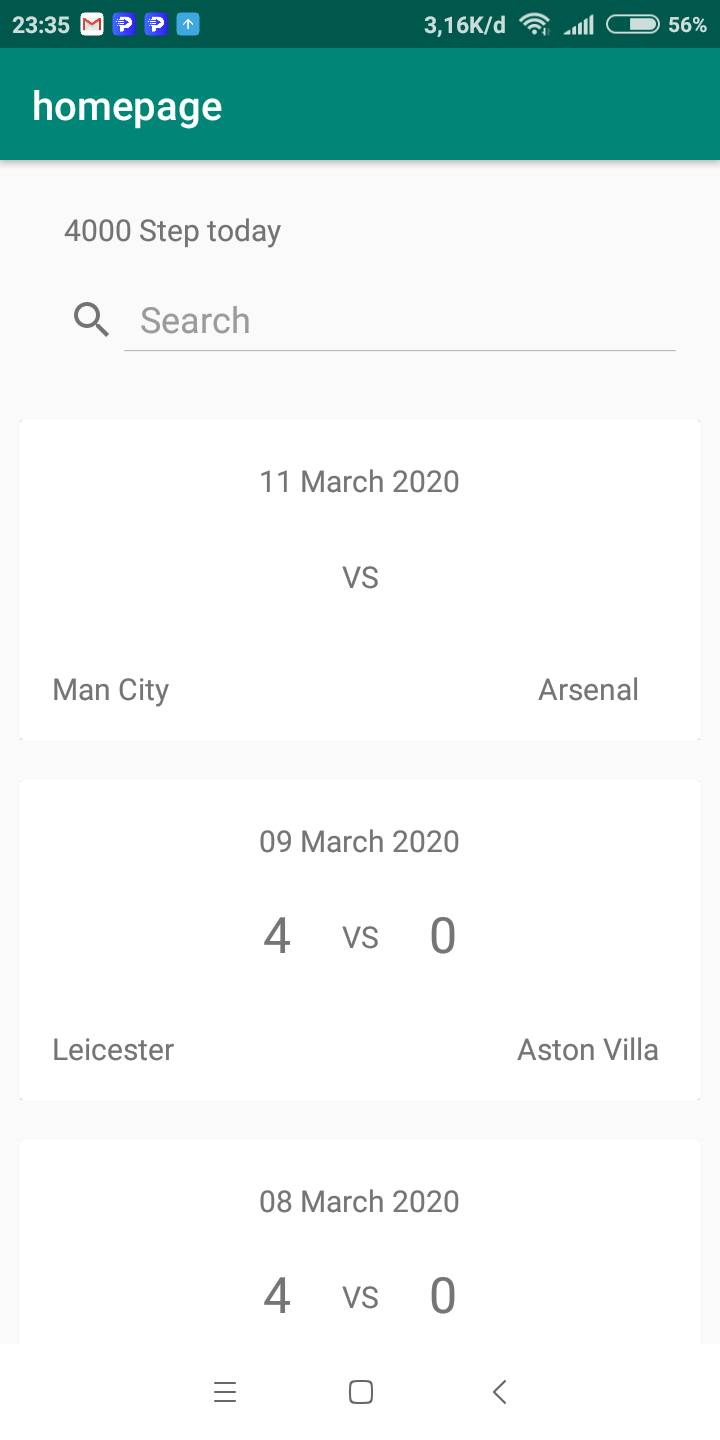 23:35 3,16K/d 56%
homepage
4000 Step today
Search
11 March 2020
VS
Man City Arsenal
09 March 2020
4 VS 0
Leicester Aston Villa
08 March 2020
4 VS 0